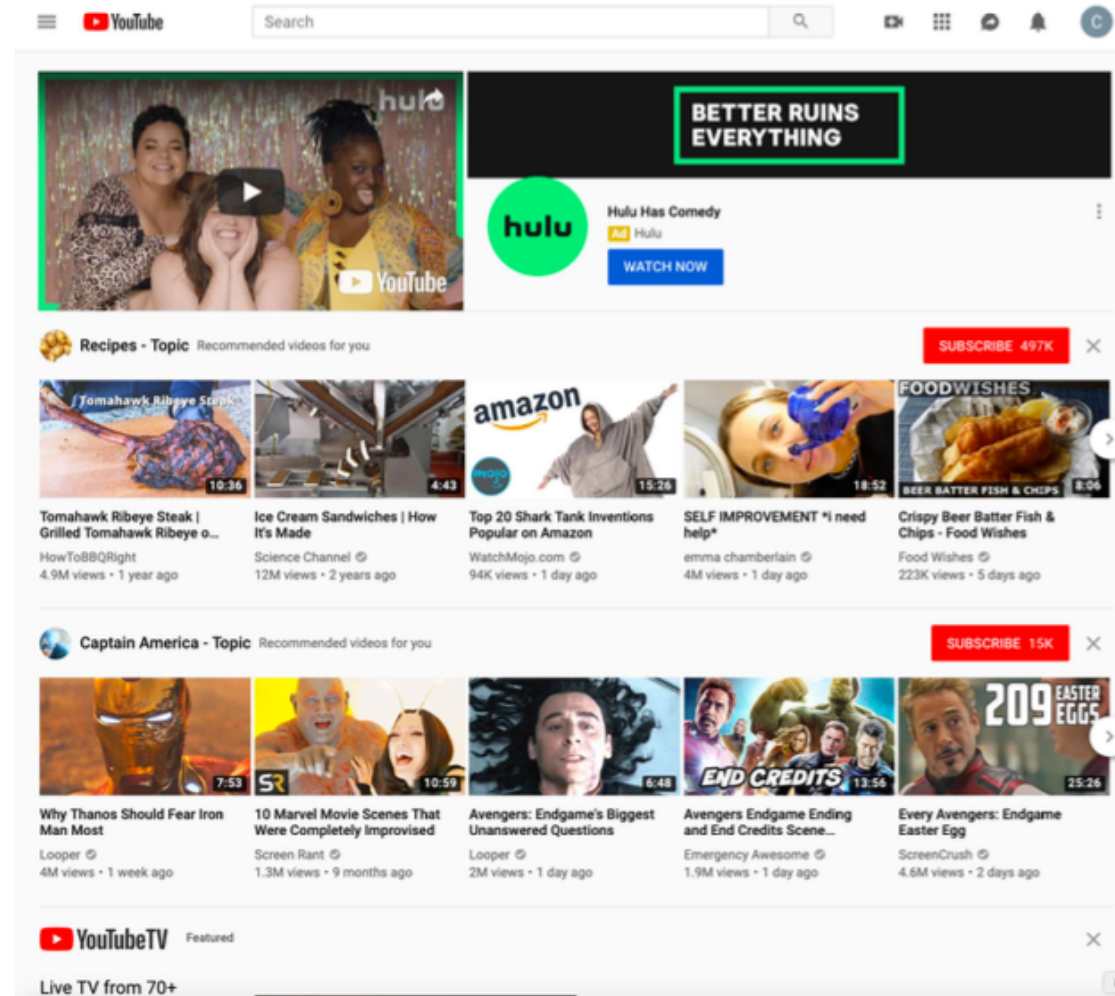 YouTube
Search
C
hulu
YouTube
BETTER RUINS
EVERYTHING
hulu
Hulu Has Comedy
Ad Hulu
WATCH NOW
Recipes - Topic Recommended videos for you
SUBSCRIBE 497K
Tomahawk Ribeye Steak
10:36
4:43
amazon
mojo
15:26
18:52
FOODWISHES
BEER BATTER FISH & CHIPS
8:06
Tomahawk Ribeye Steak |
Grilled Tomahawk Ribeye o...
HowToBBQRight
4.9M views • 1 year ago
Ice Cream Sandwiches | How
It's Made
Science Channel
12M views • 2 years ago
Top 20 Shark Tank Inventions
Popular on Amazon
WatchMojo.com
94K views • 1 day ago
SELF IMPROVEMENT *i need
help*
emma chamberlain
4M views • 1 day ago
Crispy Beer Batter Fish &
Chips - Food Wishes
Food Wishes
223K views • 5 days ago
Captain America - Topic Recommended videos for you
SUBSCRIBE 15K
7:53
SR
10:59
6:48
END CREDITS
13:56
209 EASTER
EGGS
25:26
Why Thanos Should Fear Iron
Man Most
Looper
4M views • 1 week ago
10 Marvel Movie Scenes That
Were Completely Improvised
Screen Rant
1.3M views • 9 months ago
Avengers: Endgame's Biggest
Unanswered Questions
Looper
2M views • 1 day ago
Avengers Endgame Ending
and End Credits Scene...
Emergency Awesome
1.9M views • 1 day ago
Every Avengers: Endgame
Easter Egg
ScreenCrush
4.6M views • 2 days ago
YouTubeTV Featured
Live TV from 70+